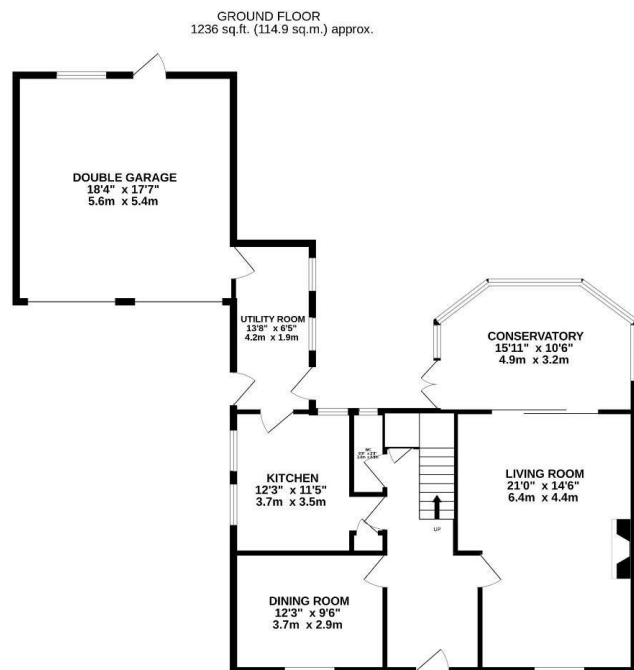 GROUND FLOOR
1236 sq.ft. (114.9 sq.m.) approx.
DOUBLE GARAGE
18'4" x 17'7"
5.6m x 5.4m
UTILITY ROOM
13'8" x 6'5"
4.2m x 1.9m
CONSERVATORY
15'11" x 10'6"
4.9m x 3.2m
WC
KITCHEN
12'3" x 11'5"
3.7m x 3.5m
LIVING ROOM
21'0" x 14'6"
6.4m x 4.4m
UP
DINING ROOM
12'3" x 9'6"
3.7m x 2.9m